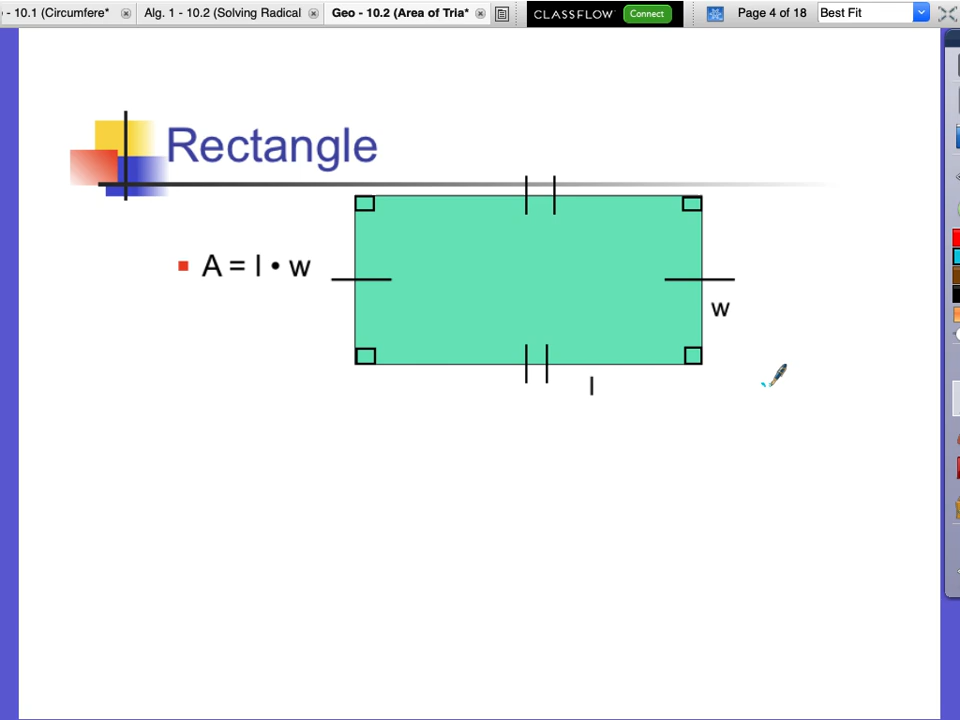 - 10.1 (Circumfere* Alg. 1 - 10.2 (Solving Radical Geo - 10.2 (Area of Tria* CLASSFLOW Connect Page 4 of 18 Best Fit
Rectangle
A = l • w
w
l